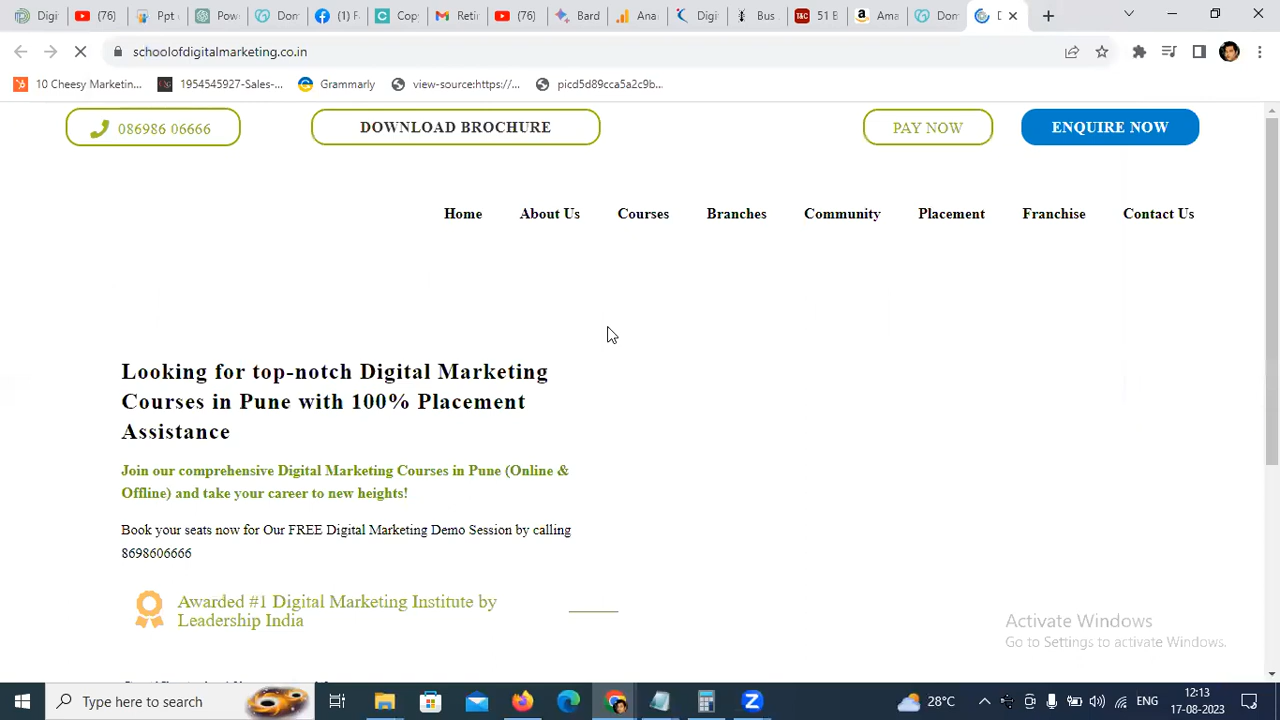 Digi
(76)
Ppt
Pow
Don
(1) F
Cop
Retir
(76)
Bard
Ana
Digi
Bus
T&C 51 B
Ama
Dom
D
schoolofdigitalmarketing.co.in
10 Cheesy Marketin...
1954545927-Sales-...
Grammarly
view-source:https://...
picd5d89cca5a2c9b...
086986 06666
DOWNLOAD BROCHURE
PAY NOW
ENQUIRE NOW
Home
About Us
Courses
Branches
Community
Placement
Franchise
Contact Us
Looking for top-notch Digital Marketing
Courses in Pune with 100% Placement
Assistance
Join our comprehensive Digital Marketing Courses in Pune (Online &
Offline) and take your career to new heights!
Book your seats now for Our FREE Digital Marketing Demo Session by calling
8698606666
Awarded #1 Digital Marketing Institute by
Leadership India
Activate Windows
Go to Settings to activate Windows.
Type here to search
28°C
ENG
12:13
17-08-2023